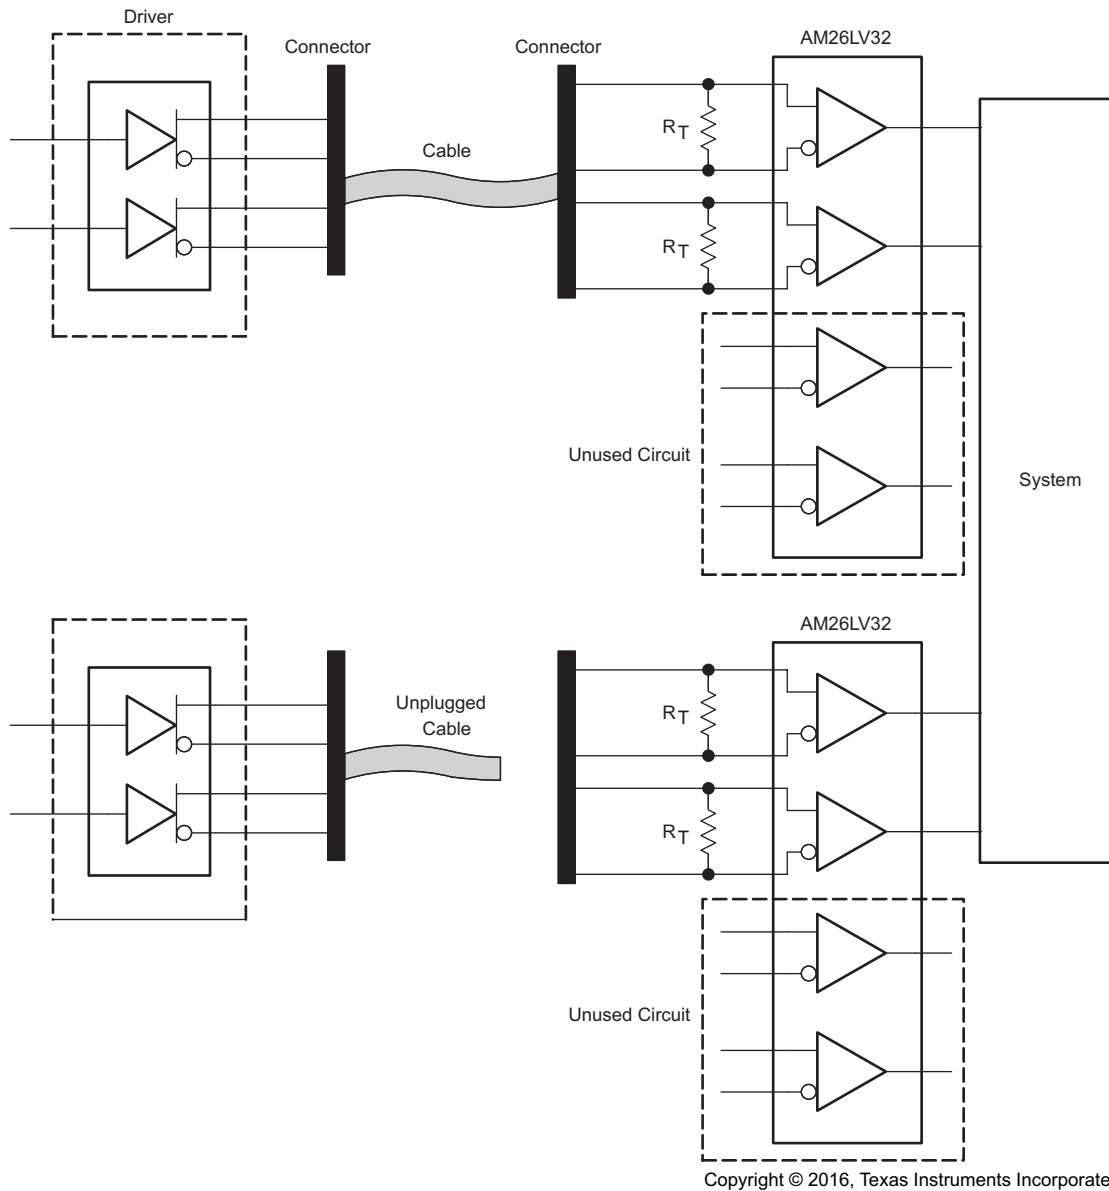 Driver
Connector
Connector
AM26LV32
Cable
RT
RT
Unused Circuit
System
AM26LV32
Unplugged
Cable
RT
RT
Unused Circuit
Copyright © 2016, Texas Instruments Incorporate